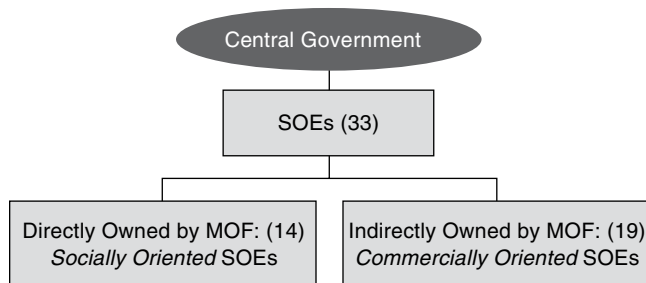 Central Government
SOEs (33)
Directly Owned by MOF: (14)
Socially Oriented SOEs
Indirectly Owned by MOF: (19)
Commercially Oriented SOEs